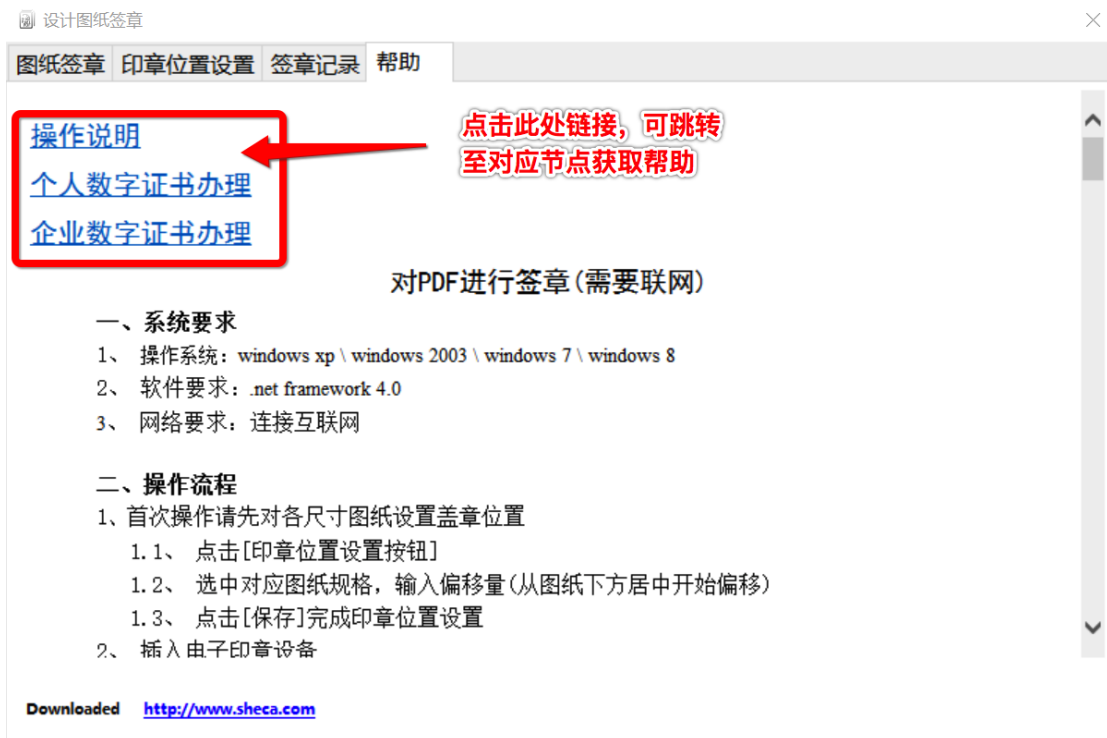 设计图纸签章
图纸签章 印章位置设置 签章记录 帮助
操作说明
个人数字证书办理
企业数字证书办理
点击此处链接，可跳转
至对应节点获取帮助
对PDF进行签章(需要联网)
一、系统要求
1、 操作系统：windows xp \ windows 2003 \ windows 7 \ windows 8
2、 软件要求：.net framework 4.0
3、 网络要求：连接互联网
二、操作流程
1、首次操作请先对各尺寸图纸设置盖章位置
1.1、 点击[印章位置设置按钮]
1.2、 选中对应图纸规格，输入偏移量(从图纸下方居中开始偏移)
1.3、 点击[保存]完成印章位置设置
2、 插入电子印章设备
Downloaded http://www.sheca.com